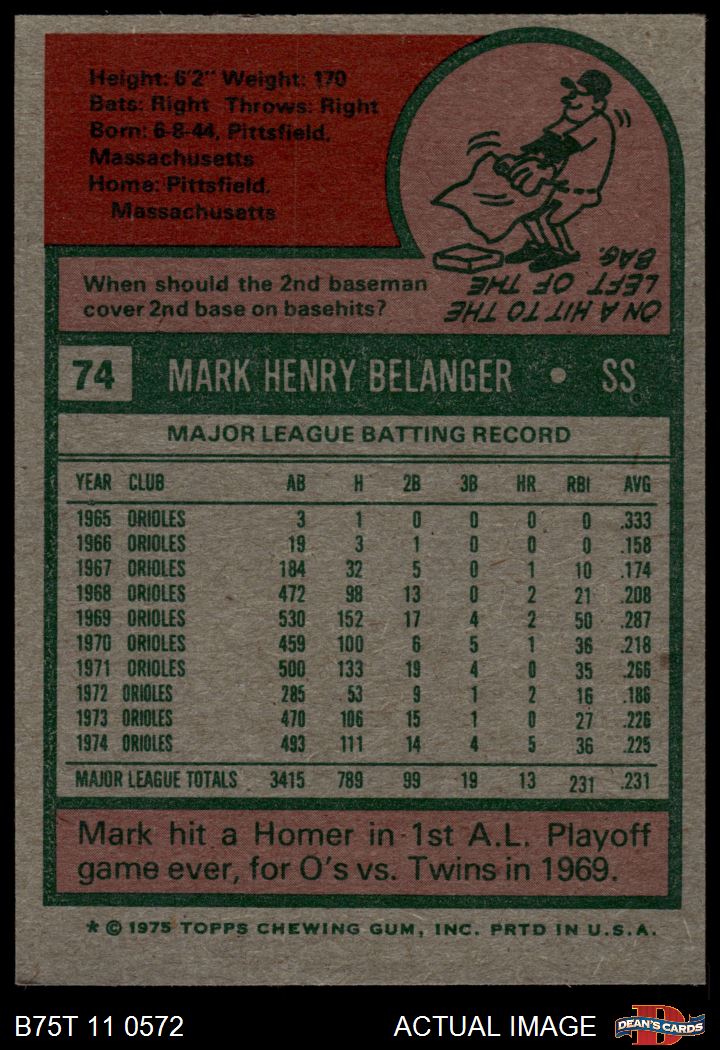 Height: 6'2" Weight: 170
Bats: Right Throws: Right
Born: 6-8-44, Pittsfield,
Massachusetts
Home: Pittsfield,
Massachusetts
When should the 2nd baseman
cover 2nd base on basehits?
ON A HIT TO THE
LEFT OF THE
BAG.
74 MARK HENRY BELANGER • SS
MAJOR LEAGUE BATTING RECORD
YEAR CLUB AB H 2B 3B HR RBI AVG
1965 ORIOLES 3 1 0 0 0 0 .333
1966 ORIOLES 19 3 1 0 0 0 .158
1967 ORIOLES 184 32 5 0 1 10 .174
1968 ORIOLES 472 98 13 0 2 21 .208
1969 ORIOLES 530 152 17 4 2 50 .287
1970 ORIOLES 459 100 6 5 1 36 .218
1971 ORIOLES 500 133 19 4 0 35 .266
1972 ORIOLES 285 53 9 1 2 16 .186
1973 ORIOLES 470 106 15 1 0 27 .226
1974 ORIOLES 493 111 14 4 5 36 .225
MAJOR LEAGUE TOTALS 3415 789 99 19 13 231 .231
Mark hit a Homer in 1st A.L. Playoff
game ever, for O's vs. Twins in 1969.
* © 1975 TOPPS CHEWING GUM, INC. PRTD IN U.S.A.
B75T 11 0572 ACTUAL IMAGE D DEAN'S CARDS